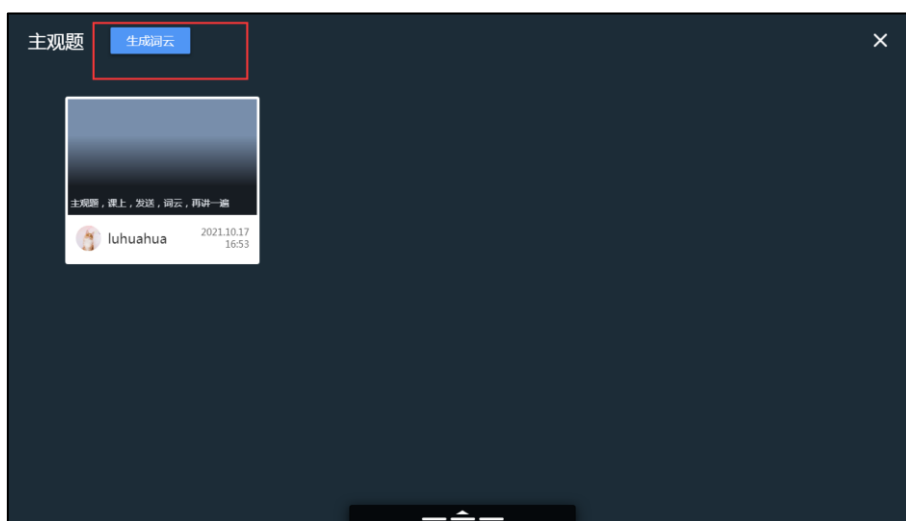 主观题
生成词云
主观题，课上，发送，词云，再讲一遍
luhuahua
2021.10.17
16:53